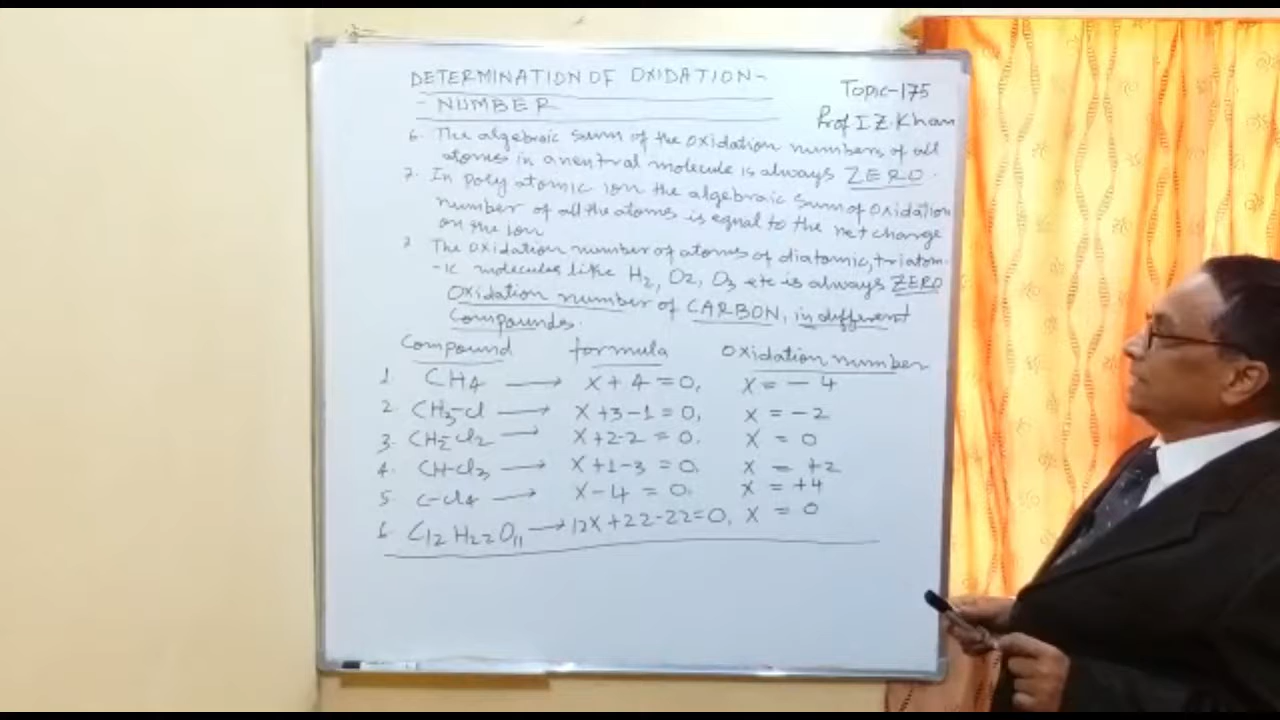 DETERMINATION OF OXIDATION-
- NUMBER
Topic-175
Prof I Z. Khan
6. The algebraic sum of the oxidation numbers of all
atoms in a neutral molecule is always ZERO.
7. In poly atomic ion the algebraic sum of oxidation
number of all the atoms is equal to the net charge
on the ion
The oxidation number of atoms of diatomic, triatom-
-ic molecules like H2, O2, O3 etc is always ZERO
Oxidation number of CARBON, in different
Compoundes.
Compound formula Oxidation number
1. CH4 → X + 4 = 0, X = - 4
2. CH3-Cl → X +3-1 = 0, X = -2
3. CH2-Cl2 → X +2-2 = 0. X = 0
4. CH-Cl3 → X +1-3 = 0. X = +2
5. C-Cl4 → X - 4 = 0. X = +4
6. C12 H22 O11 → 12X +22-22=0, X = 0